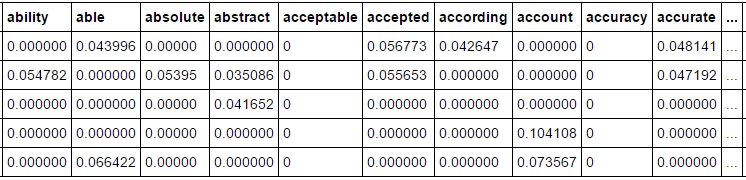 ability able absolute abstract acceptable accepted according account accuracy accurate ...
0.000000 0.043996 0.00000 0.000000 0 0.056773 0.042647 0.000000 0 0.048141 ...
0.054782 0.000000 0.05395 0.035086 0 0.055653 0.000000 0.000000 0 0.047192 ...
0.000000 0.000000 0.00000 0.041652 0 0.000000 0.000000 0.000000 0 0.000000 ...
0.000000 0.000000 0.00000 0.000000 0 0.000000 0.000000 0.104108 0 0.000000 ...
0.000000 0.066422 0.00000 0.000000 0 0.000000 0.000000 0.073567 0 0.000000 ...